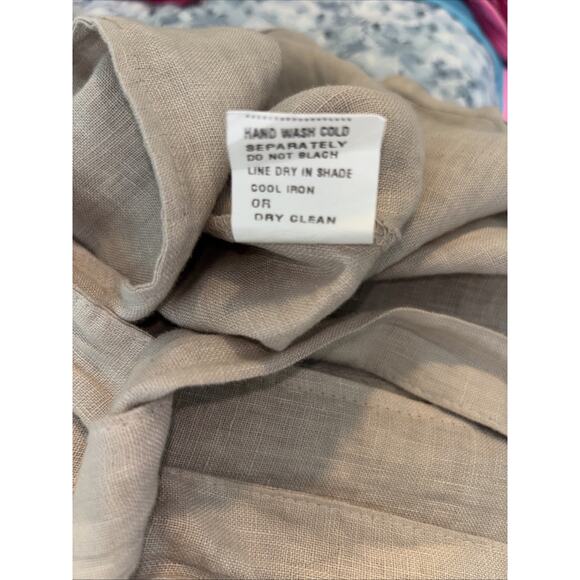 HAND WASH COLD
SEPARATELY
DO NOT BLACH
LINE DRY IN SHADE
COOL IRON
OR
DRY CLEAN